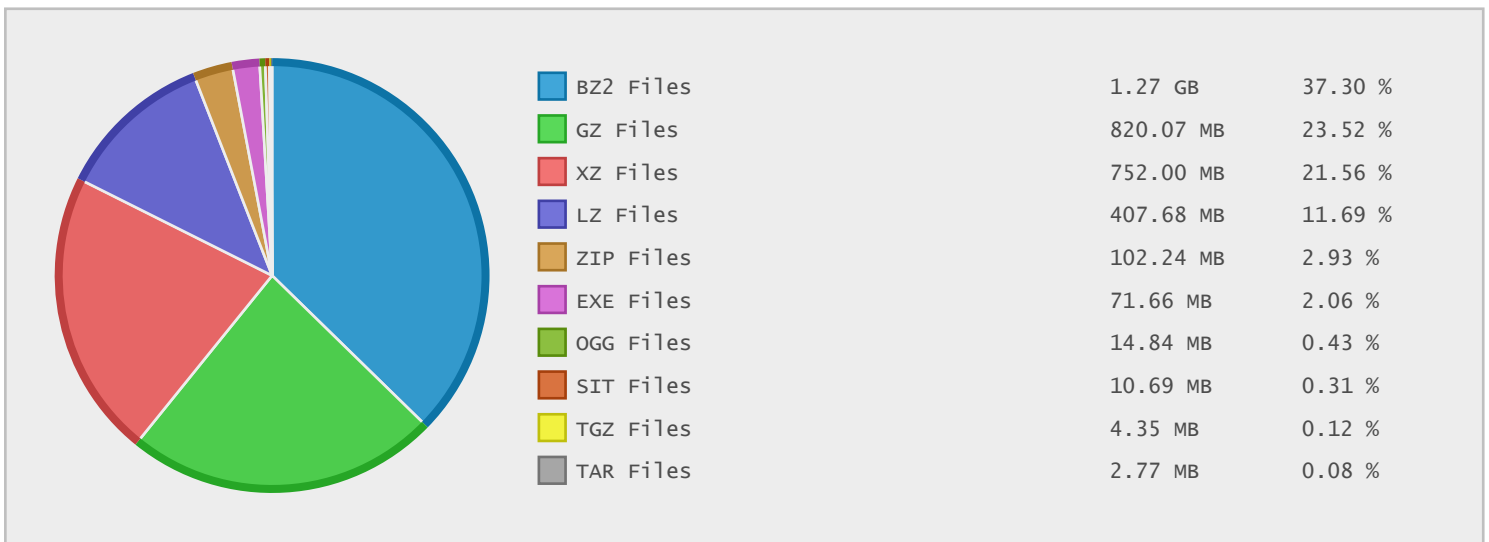 BZ2 Files 1.27 GB 37.30 %
GZ Files 820.07 MB 23.52 %
XZ Files 752.00 MB 21.56 %
LZ Files 407.68 MB 11.69 %
ZIP Files 102.24 MB 2.93 %
EXE Files 71.66 MB 2.06 %
OGG Files 14.84 MB 0.43 %
SIT Files 10.69 MB 0.31 %
TGZ Files 4.35 MB 0.12 %
TAR Files 2.77 MB 0.08 %